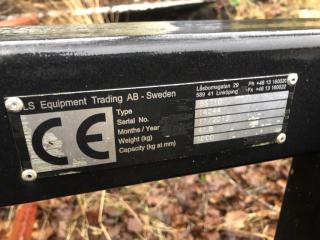 LS Equipment Trading AB - Sweden
Låsbomsgatan 29
589 41 Linköping
Ph +46 13 160020
Fx +46 13 160022
CE
Type
Serial No.
Months / Year
Weight (kg)
Capacity (kg at mm)